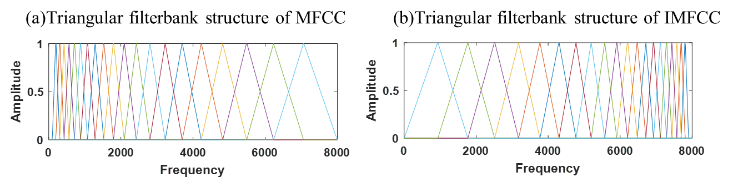 (a)Triangular filterbank structure of MFCC
1
0.5
0
Amplitude
0 2000 4000 6000 8000
Frequency
(b)Triangular filterbank structure of IMFCC
1
0.5
0
Amplitude
0 2000 4000 6000 8000
Frequency